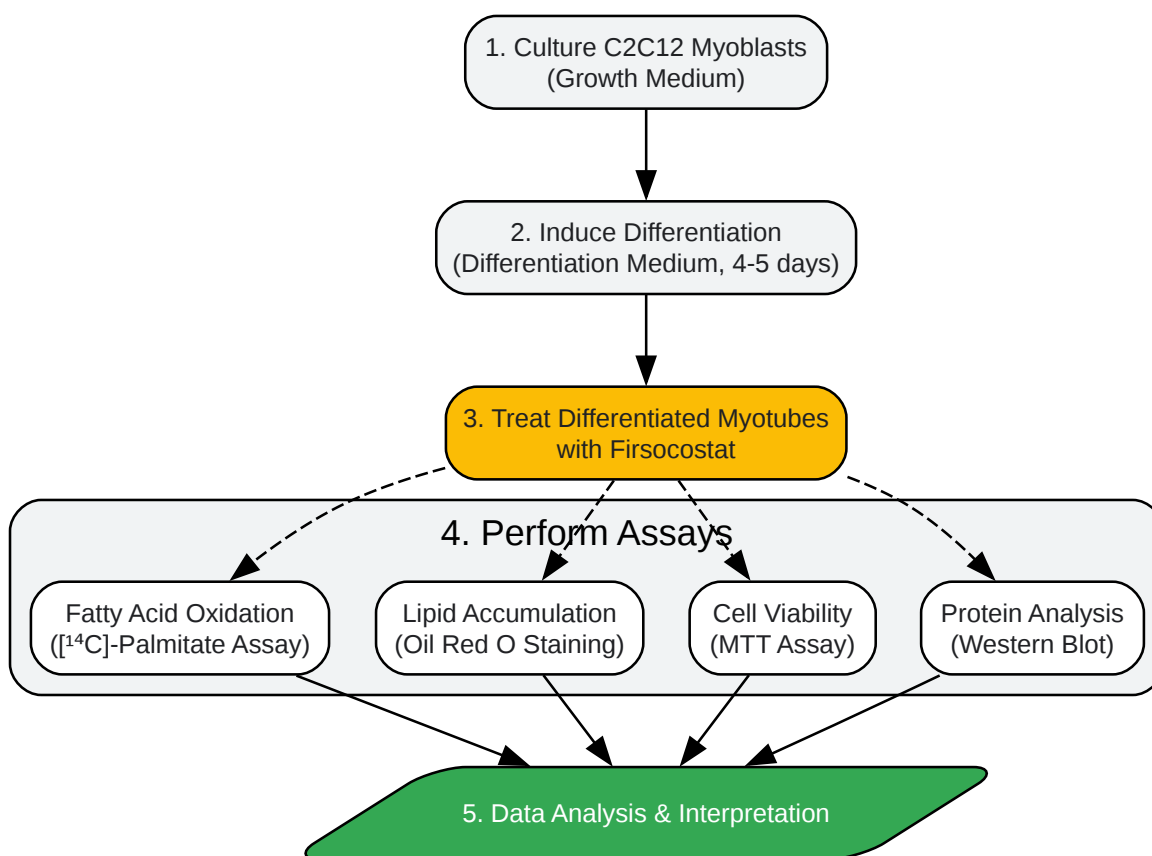 1. Culture C2C12 Myoblasts
(Growth Medium)
2. Induce Differentiation
(Differentiation Medium, 4-5 days)
3. Treat Differentiated Myotubes
with Firsocostat
4. Perform Assays
Fatty Acid Oxidation
([¹⁴C]-Palmitate Assay)
Lipid Accumulation
(Oil Red O Staining)
Cell Viability
(MTT Assay)
Protein Analysis
(Western Blot)
5. Data Analysis & Interpretation